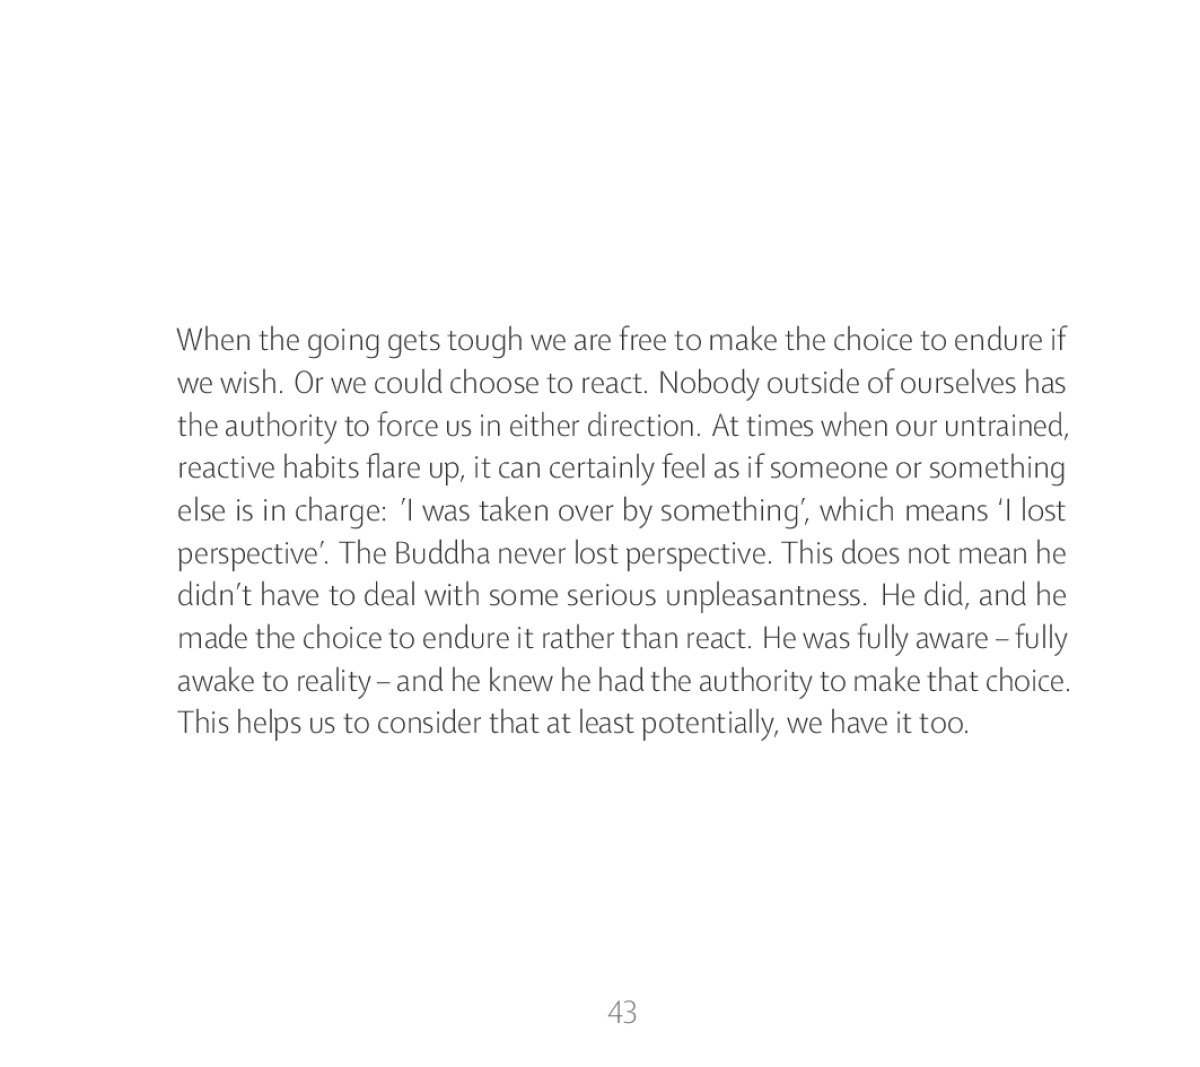 When the going gets tough we are free to make the choice to endure if
we wish. Or we could choose to react. Nobody outside of ourselves has
the authority to force us in either direction. At times when our untrained,
reactive habits flare up, it can certainly feel as if someone or something
else is in charge: ’I was taken over by something’, which means ‘I lost
perspective’. The Buddha never lost perspective. This does not mean he
didn’t have to deal with some serious unpleasantness. He did, and he
made the choice to endure it rather than react. He was fully aware – fully
awake to reality – and he knew he had the authority to make that choice.
This helps us to consider that at least potentially, we have it too.
43